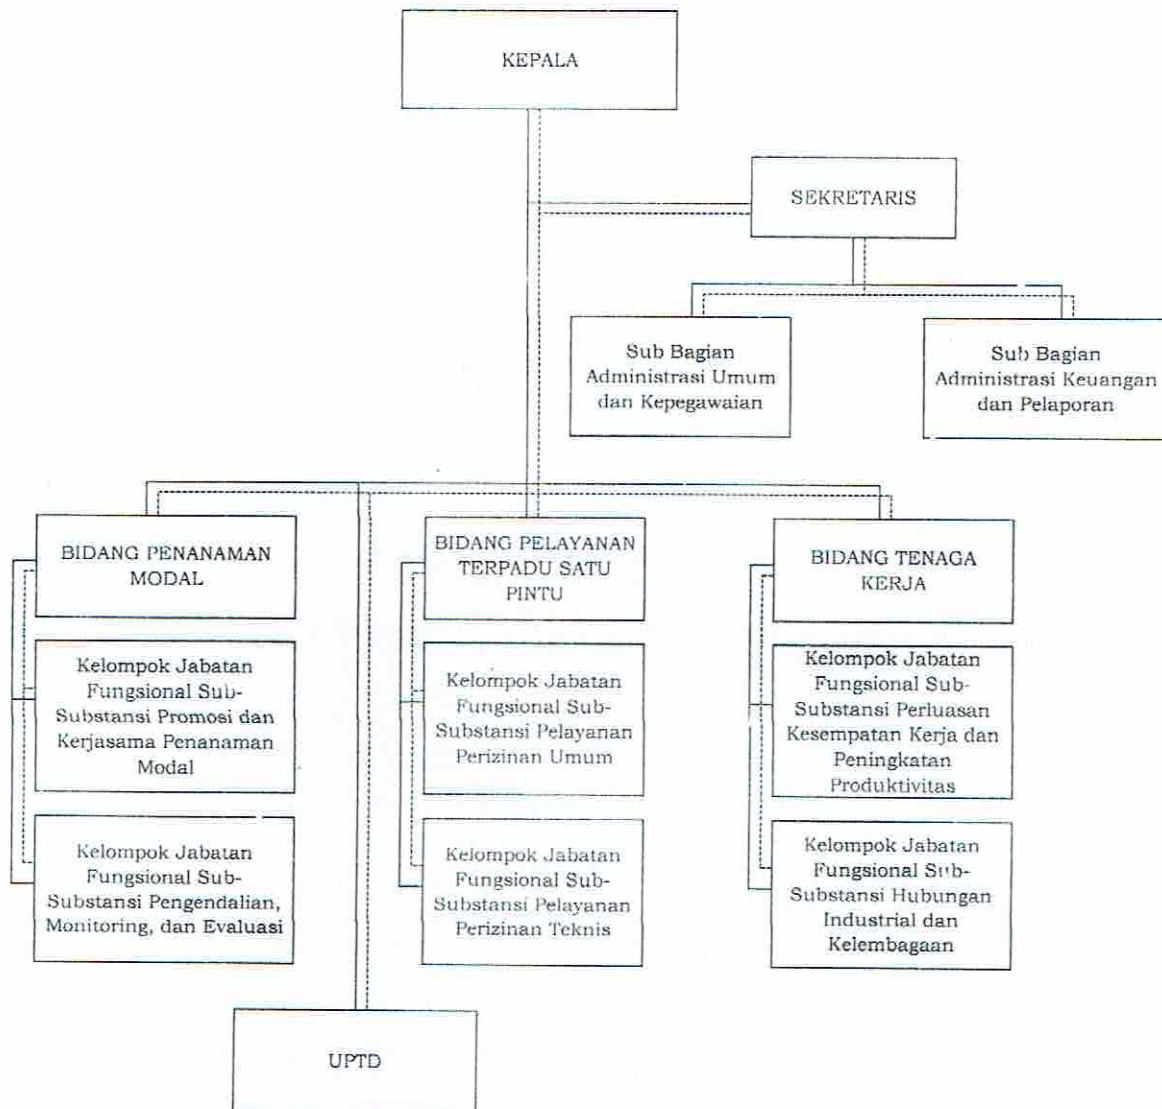 KEPALA
SEKRETARIS
Sub Bagian
Administrasi Umum
dan Kepegawaian
Sub Bagian
Administrasi Keuangan
dan Pelaporan
BIDANG PENANAMAN
MODAL
Kelompok Jabatan
Fungsional Sub-
Substansi Promosi dan
Kerjasama Penanaman
Modal
Kelompok Jabatan
Fungsional Sub-
Substansi Pengendalian,
Monitoring, dan Evaluasi
BIDANG PELAYANAN
TERPADU SATU
PINTU
Kelompok Jabatan
Fungsional Sub-
Substansi Pelayanan
Perizinan Umum
Kelompok Jabatan
Fungsional Sub-
Substansi Pelayanan
Perizinan Teknis
BIDANG TENAGA
KERJA
Kelompok Jabatan
Fungsional Sub-
Substansi Perluasan
Kesempatan Kerja dan
Peningkatan
Produktivitas
Kelompok Jabatan
Fungsional Sub-
Substansi Hubungan
Industrial dan
Kelembagaan
UPTD